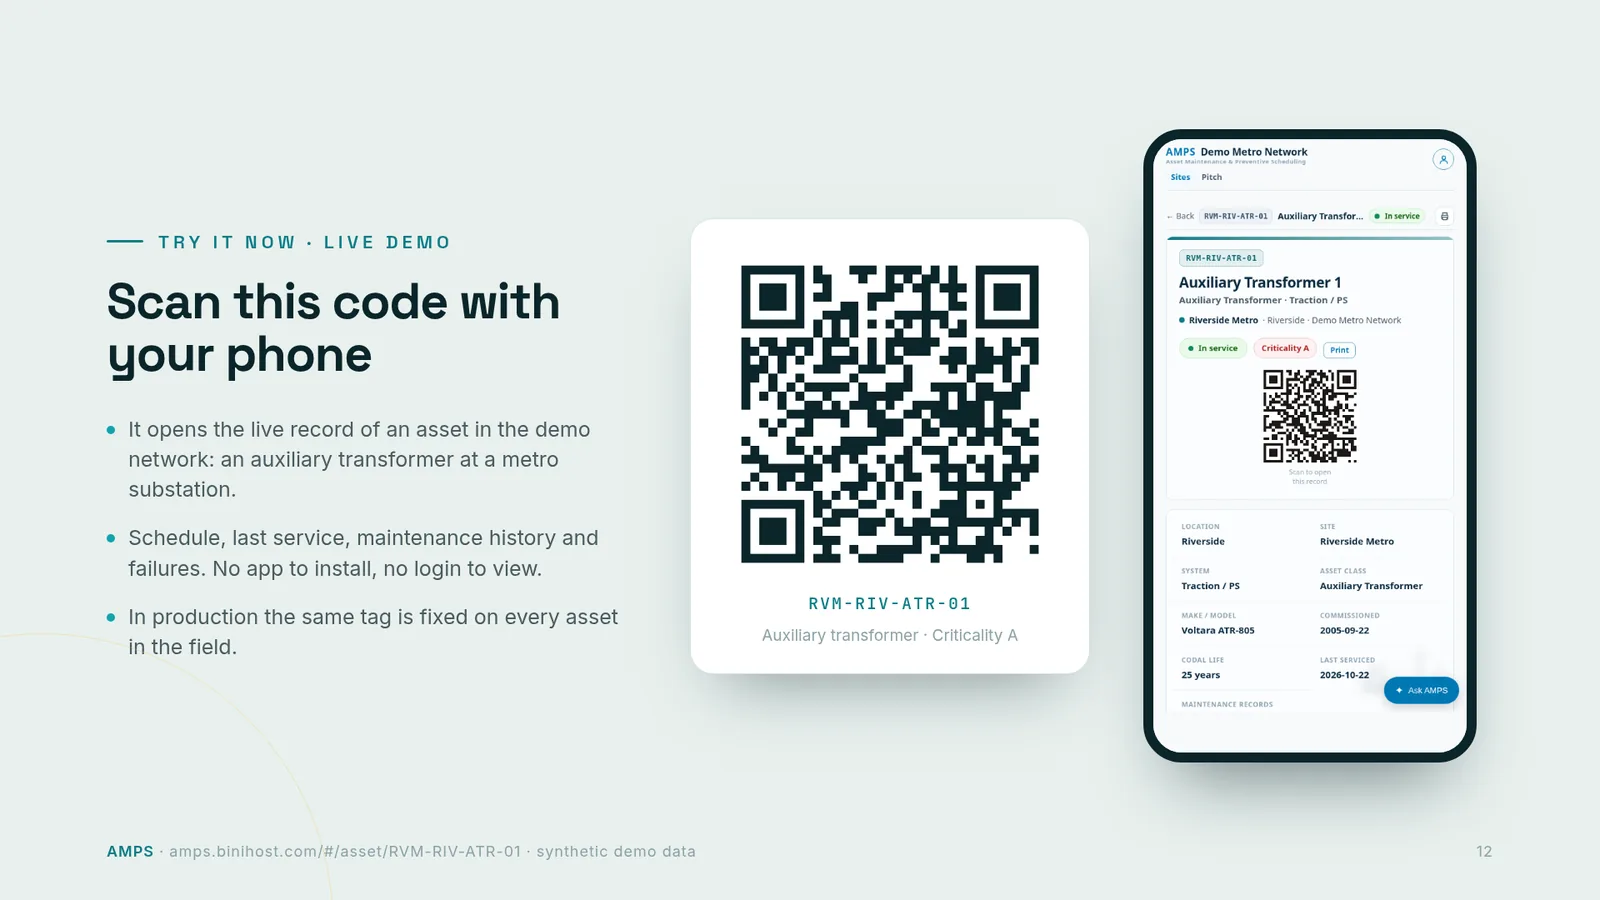 TRY IT NOW · LIVE DEMO
Scan this code with
your phone
It opens the live record of an asset in the demo
network: an auxiliary transformer at a metro
substation.
Schedule, last service, maintenance history and
failures. No app to install, no login to view.
In production the same tag is fixed on every asset
in the field.
RVM-RIV-ATR-01
Auxiliary transformer · Criticality A
AMPS Demo Metro Network
Asset Maintenance & Preventive Scheduling
Sites Pitch
← Back RVM-RIV-ATR-01 Auxiliary Transfor... In service
RVM-RIV-ATR-01
Auxiliary Transformer 1
Auxiliary Transformer · Traction / PS
Riverside Metro · Riverside · Demo Metro Network
In service Criticality A Print
Scan to open
this record
LOCATION SITE
Riverside Riverside Metro
SYSTEM ASSET CLASS
Traction / PS Auxiliary Transformer
MAKE / MODEL COMMISSIONED
Voltara ATR-805 2005-09-22
CODAL LIFE LAST SERVICED
25 years 2026-10-22
Ask AMPS
MAINTENANCE RECORDS
AMPS · amps.binihost.com/#/asset/RVM-RIV-ATR-01 · synthetic demo data
12